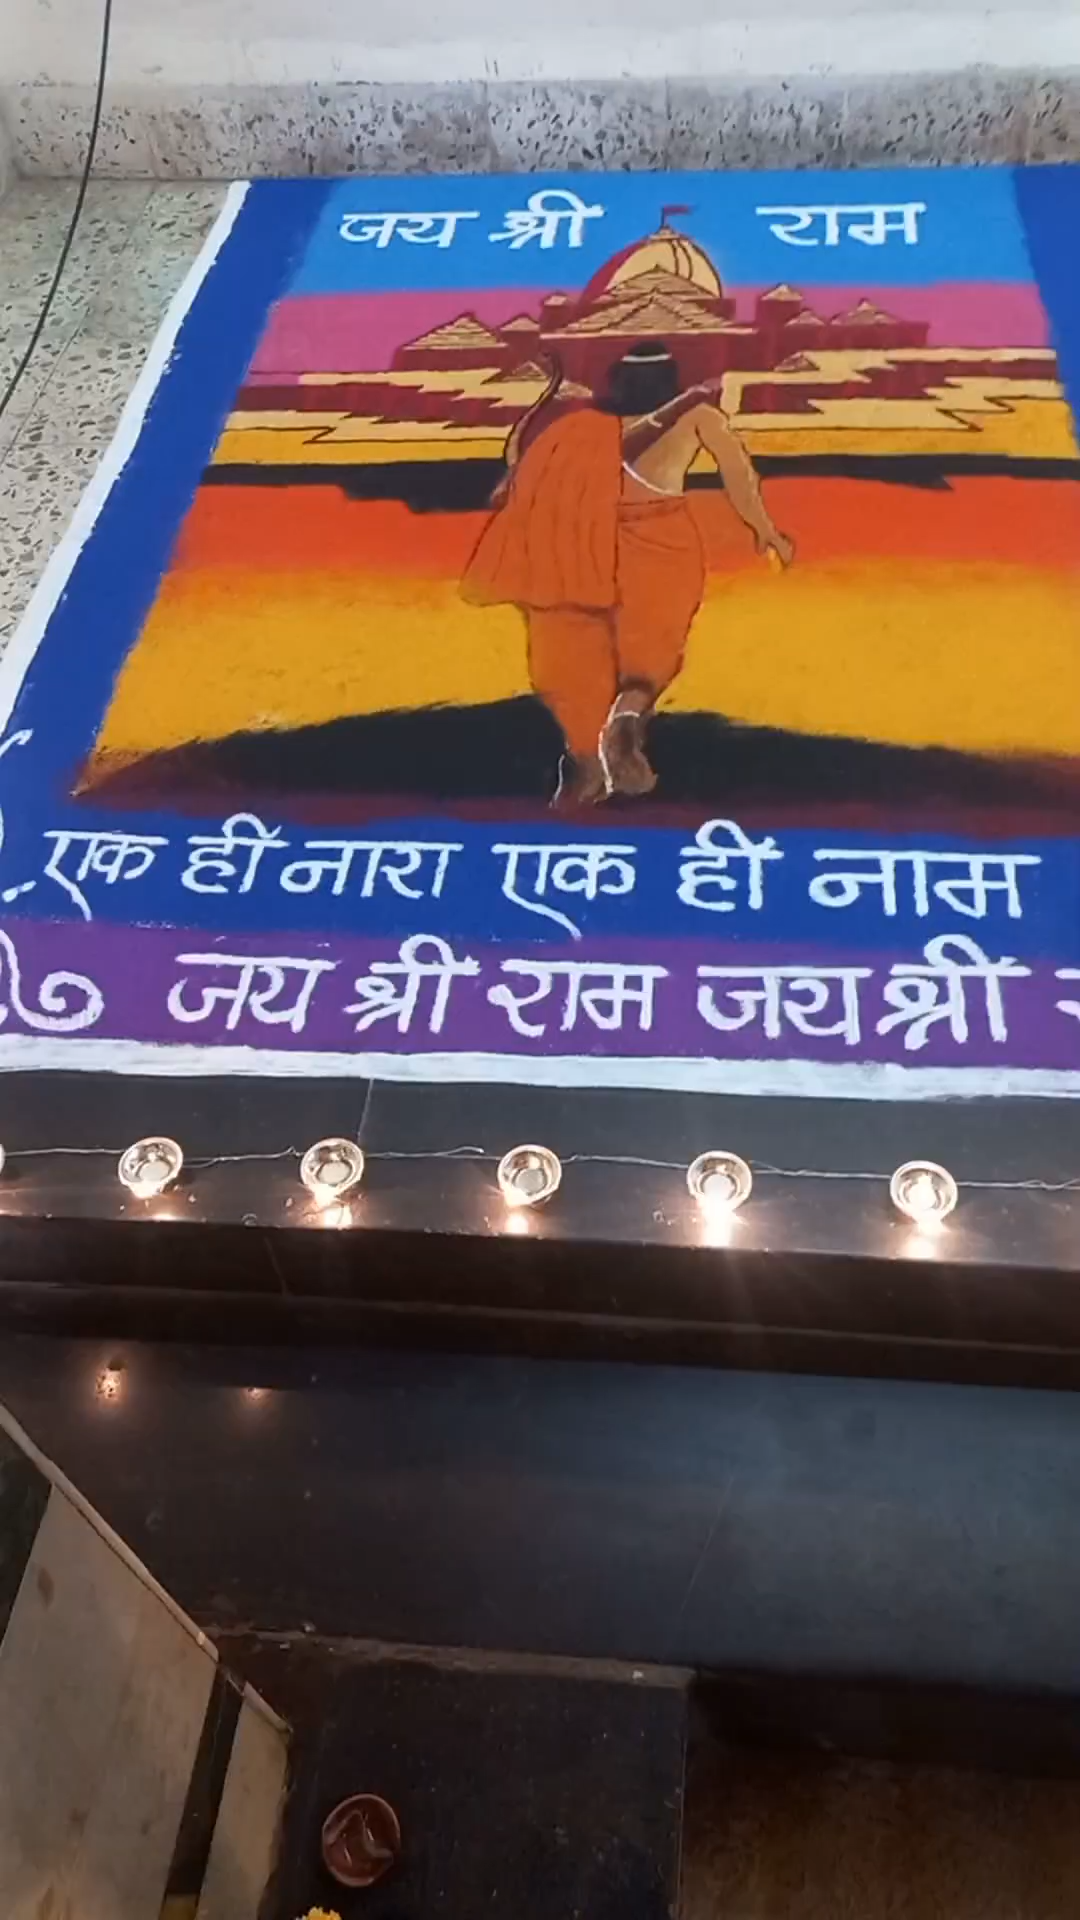 जय श्री राम
एक ही नारा एक ही नाम
जय श्री राम जय श्री